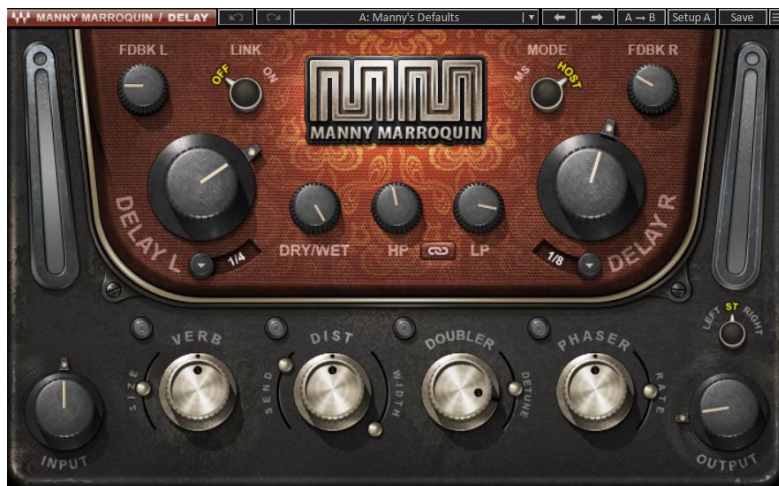 MANNY MARROQUIN / DELAY
A: Manny's Defaults
A→B
Setup A
Save
FDBK L
LINK
OFF
ON
MODE
MS
HOST
FDBK R
MM
MANNY MARROQUIN
DELAY L
1/4
DRY/WET
HP
LP
1/8
DELAY R
LEFT
ST
RIGHT
VERB
SIZE
DIST
SEND
WIDTH
DOUBLER
DETUNE
PHASER
RATE
INPUT
OUTPUT